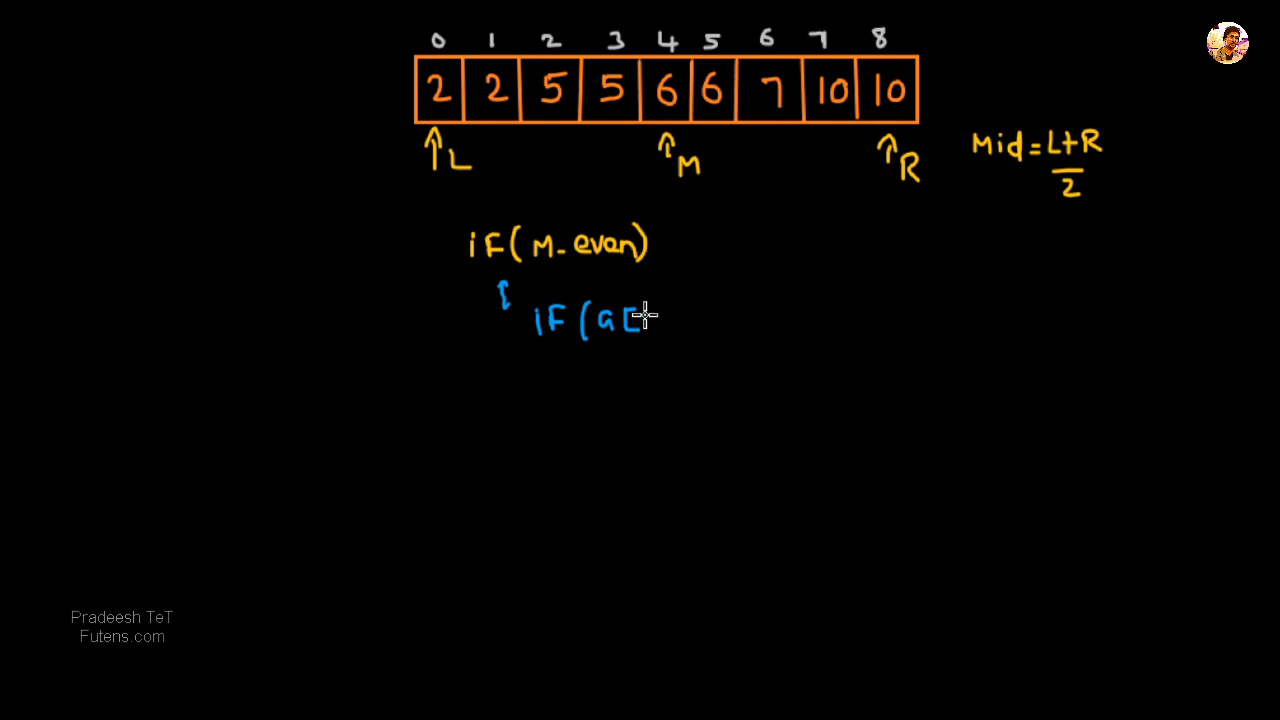 0 1 2 3 4 5 6 7 8
2 2 5 5 6 6 7 10 10
L M R
Mid = L+R
2
iF(M-even)
{
iF(a[
Pradeesh TeT
Futens.com